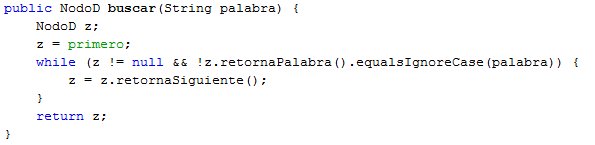 public NodoD buscar(String palabra) {
    NodoD z;
    z = primero;
    while (z != null && !z.retornaPalabra().equalsIgnoreCase(palabra)) {
        z = z.retornaSiguiente();
    }
    return z;
}